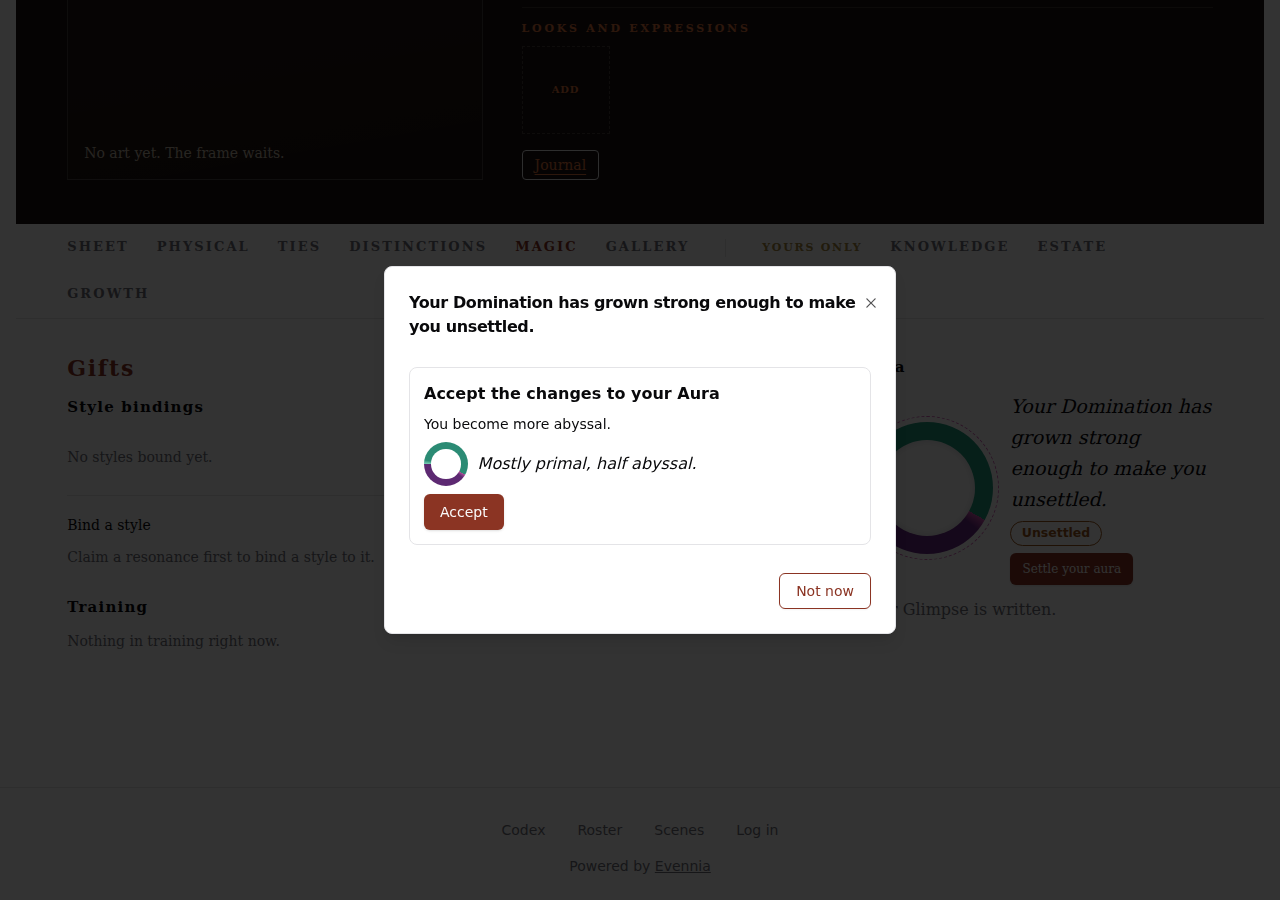 LOOKS AND EXPRESSIONS
ADD
No art yet. The frame waits.
Journal
SHEET PHYSICAL TIES DISTINCTIONS MAGIC GALLERY YOURS ONLY KNOWLEDGE ESTATE
GROWTH
Your Domination has grown strong enough to make
you unsettled.
Accept the changes to your Aura
You become more abyssal.
Mostly primal, half abyssal.
Accept
Not now
Gifts
Style bindings
No styles bound yet.
Bind a style
Claim a resonance first to bind a style to it.
Training
Nothing in training right now.
a
Your Domination has
grown strong
enough to make you
unsettled.
Unsettled
Settle your aura
Glimpse is written.
Codex Roster Scenes Log in
Powered by Evennia